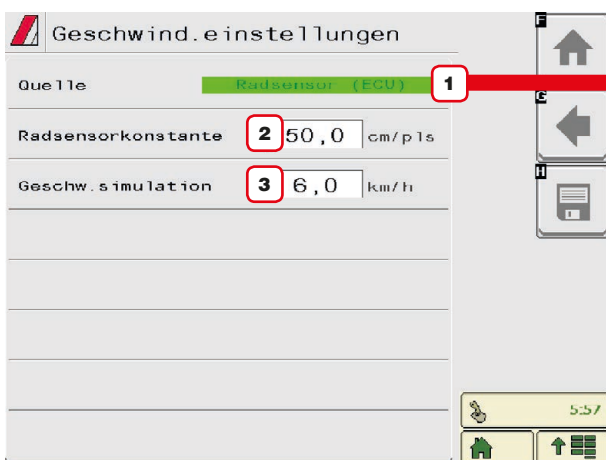 Geschwind.einstellungen
Quelle Radsensor (ECU) 1
Radsensorkonstante 2 50,0 cm/pls
Geschw.simulation 3 6,0 km/h
F
G
H
5:57